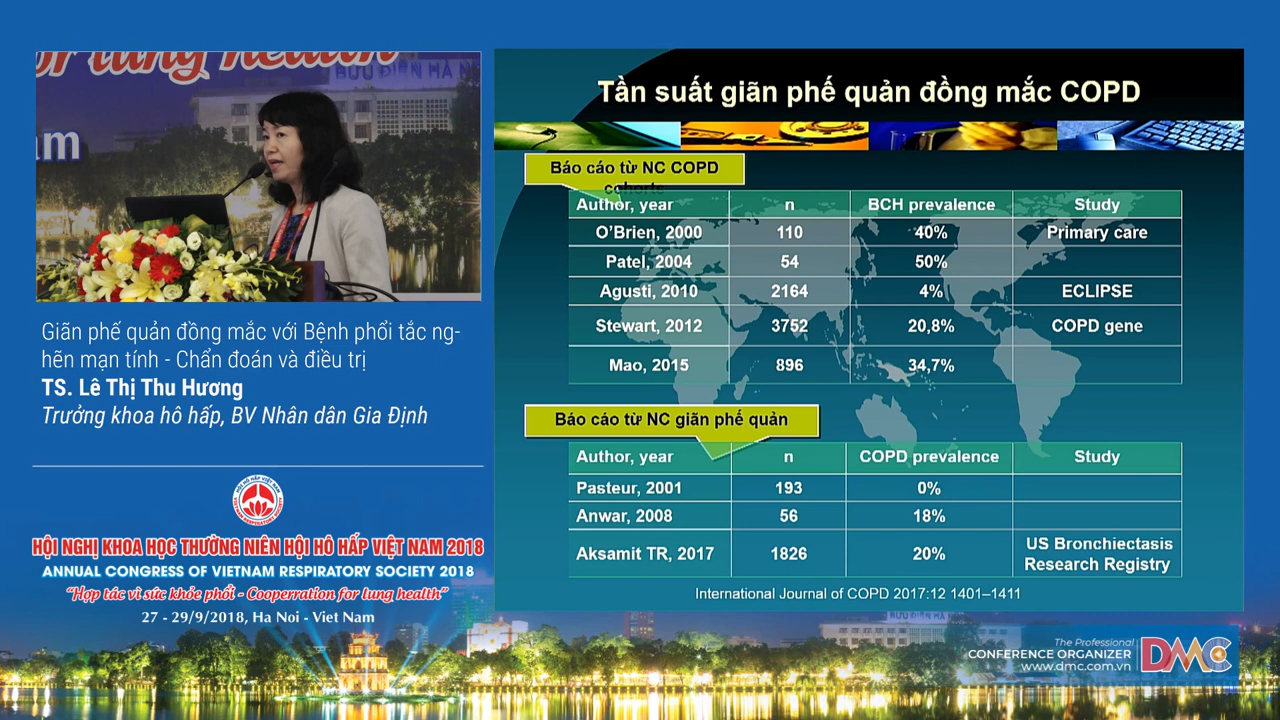 or lung health
BƯU ĐIỆN HÀ N
am
Giãn phế quản đồng mắc với Bệnh phổi tắc ng-
hẽn mạn tính - Chẩn đoán và điều trị
TS. Lê Thị Thu Hương
Trưởng khoa hô hấp, BV Nhân dân Gia Định
HỘI NGHỊ KHOA HỌC THƯỜNG NIÊN HỘI HÔ HẤP VIỆT NAM 2018
ANNUAL CONGRESS OF VIETNAM RESPIRATORY SOCIETY 2018
"Hợp tác vì sức khỏe phổi - Cooperration for lung health"
27 - 29/9/2018, Ha Noi - Viet Nam
Tần suất giãn phế quản đồng mắc COPD
Báo cáo từ NC COPD
cohorts
Author, year n BCH prevalence Study
O'Brien, 2000 110 40% Primary care
Patel, 2004 54 50%
Agusti, 2010 2164 4% ECLIPSE
Stewart, 2012 3752 20,8% COPD gene
Mao, 2015 896 34,7%
Báo cáo từ NC giãn phế quản
Author, year n COPD prevalence Study
Pasteur, 2001 193 0%
Anwar, 2008 56 18%
Aksamit TR, 2017 1826 20% US Bronchiectasis
Research Registry
International Journal of COPD 2017:12 1401–1411
The Professional
CONFERENCE ORGANIZER
www.dmc.com.vn
DMC